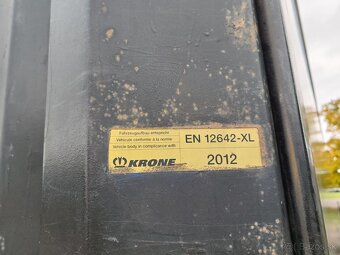 Fahrzeugaufbau entspricht
Véhicule conforme à la norme
Vehicle body in compliance with
EN 12642-XL
KRONE
2012